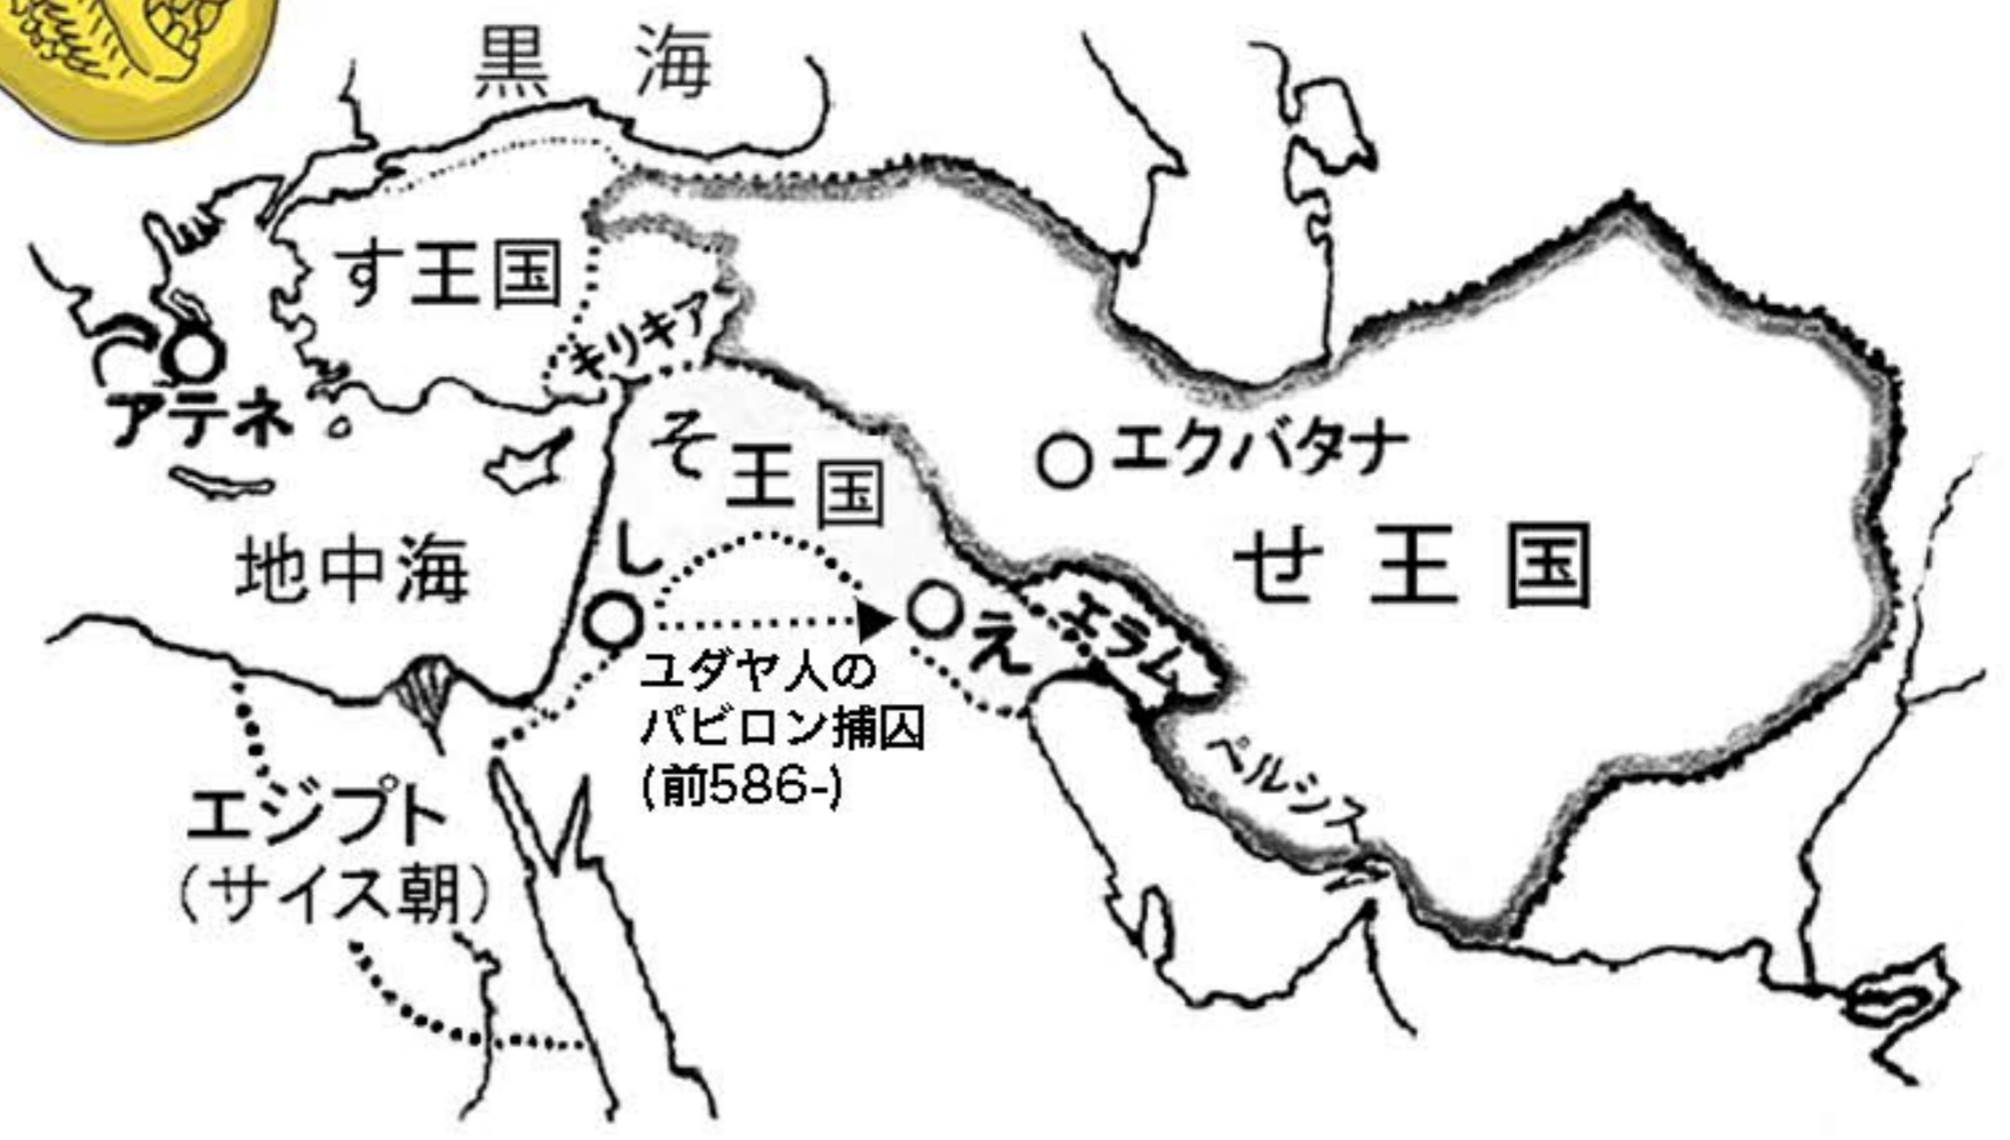 黒海
す王国
キリキア
アテネ
そ王国
エクバタナ
し
せ王国
地中海
え
エラム
ユダヤ人の
バビロン捕囚
(前586-)
ペルシス
エジプト
(サイス朝)